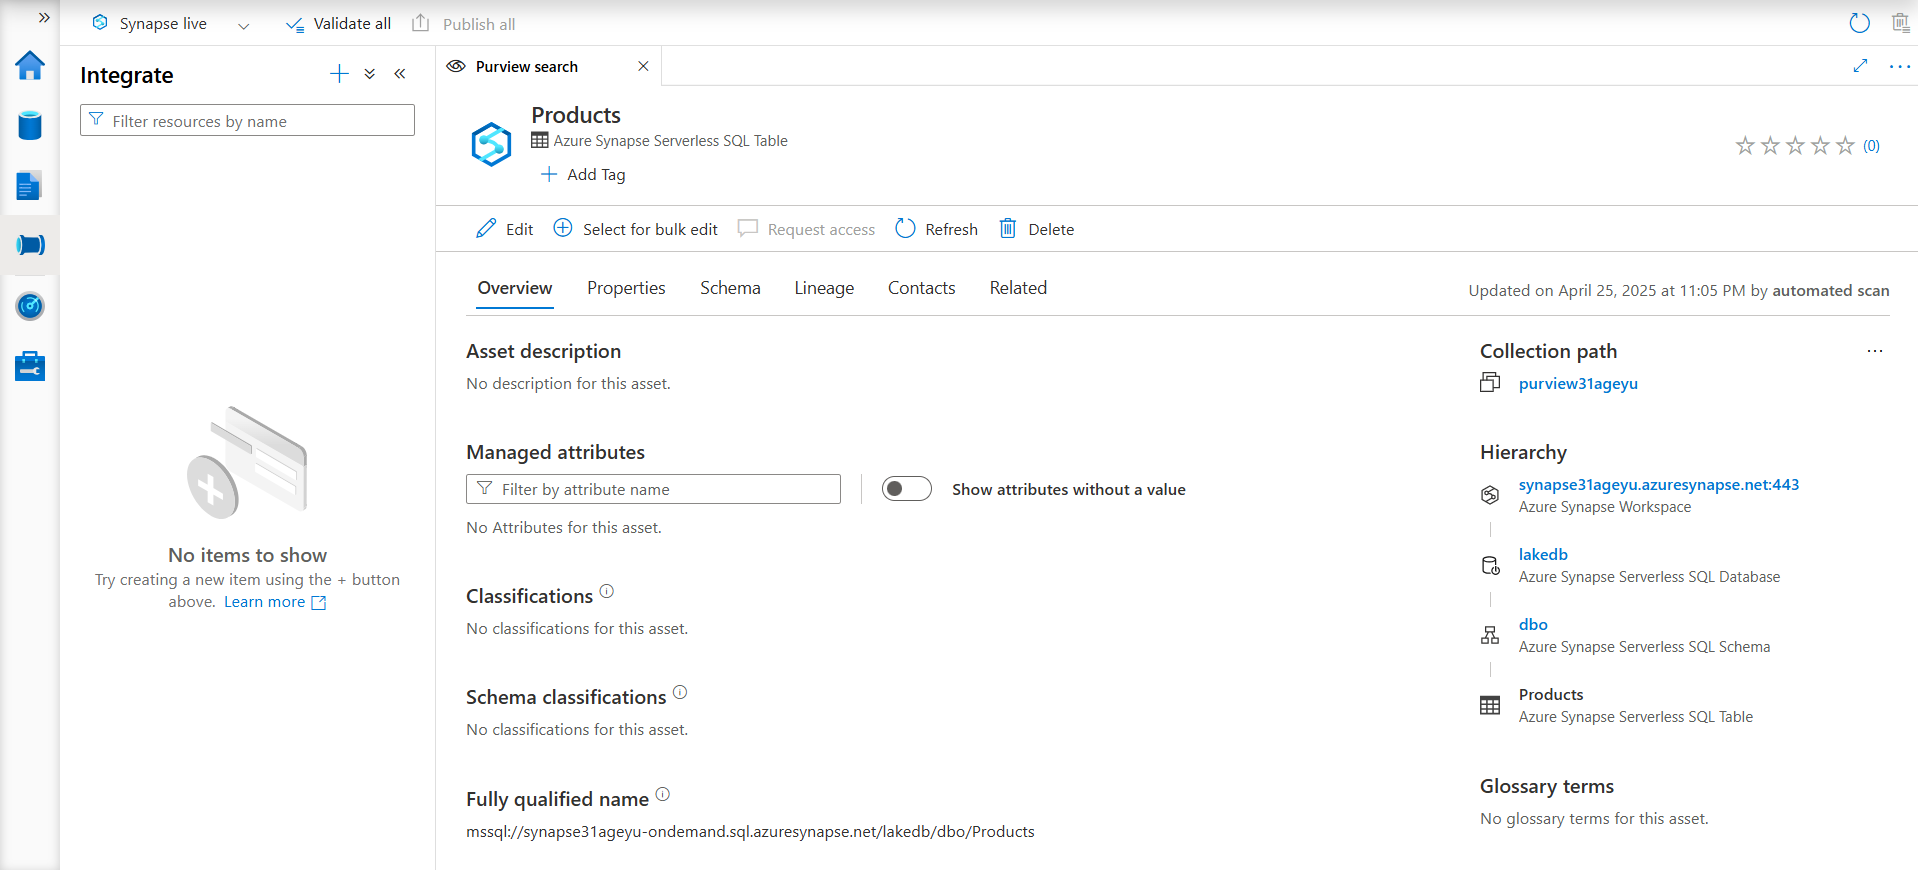 Synapse live
Validate all
Publish all
Integrate
Filter resources by name
No items to show
Try creating a new item using the + button
above. Learn more
Purview search
Products
Azure Synapse Serverless SQL Table
Add Tag
(0)
Edit
Select for bulk edit
Request access
Refresh
Delete
Overview
Properties
Schema
Lineage
Contacts
Related
Updated on April 25, 2025 at 11:05 PM by automated scan
Asset description
No description for this asset.
Managed attributes
Filter by attribute name
Show attributes without a value
No Attributes for this asset.
Classifications
No classifications for this asset.
Schema classifications
No classifications for this asset.
Fully qualified name
mssql://synapse31ageyu-ondemand.sql.azuresynapse.net/lakedb/dbo/Products
Collection path
purview31ageyu
Hierarchy
synapse31ageyu.azuresynapse.net:443
Azure Synapse Workspace
lakedb
Azure Synapse Serverless SQL Database
dbo
Azure Synapse Serverless SQL Schema
Products
Azure Synapse Serverless SQL Table
Glossary terms
No glossary terms for this asset.